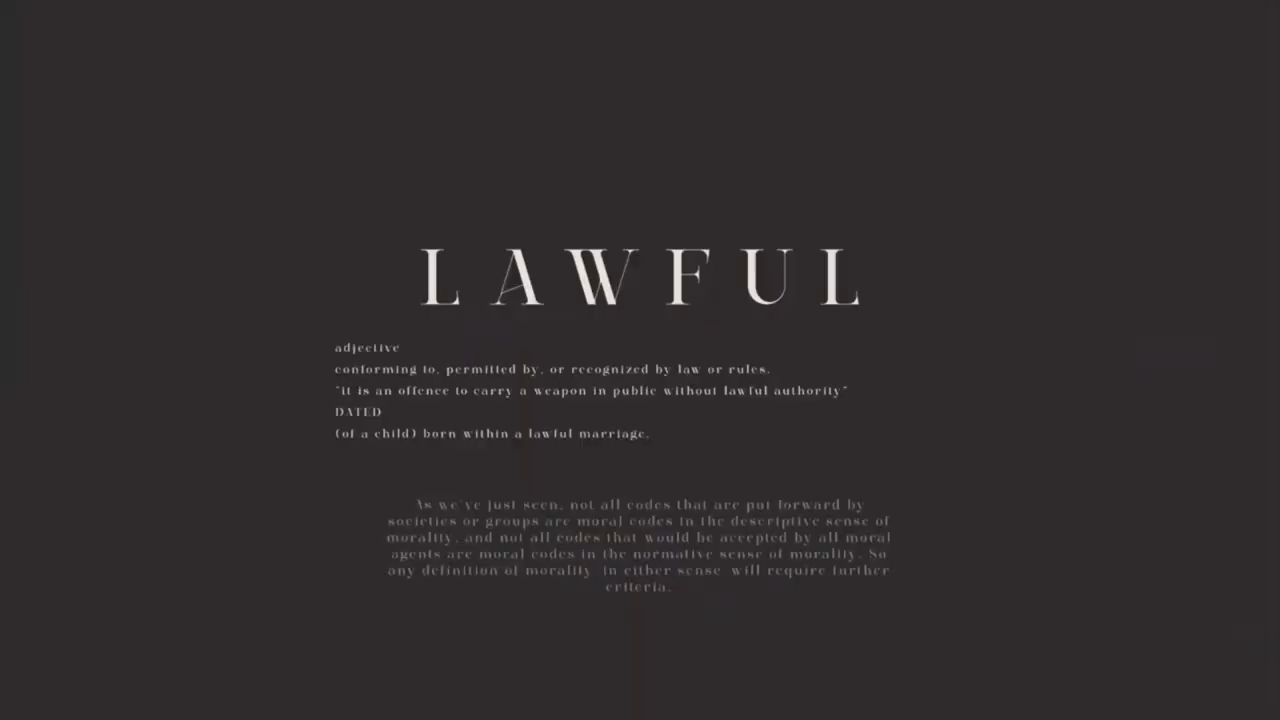 LAWFUL
adjective
conforming to, permitted by, or recognized by law or rules.
"it is an offence to carry a weapon in public without lawful authority"
DATED
(of a child) born within a lawful marriage.
As we've just seen, not all codes that are put forward by
societies or groups are moral codes in the descriptive sense of
morality, and not all codes that would be accepted by all moral
agents are moral codes in the normative sense of morality. So
any definition of morality in either sense will require further
criteria.